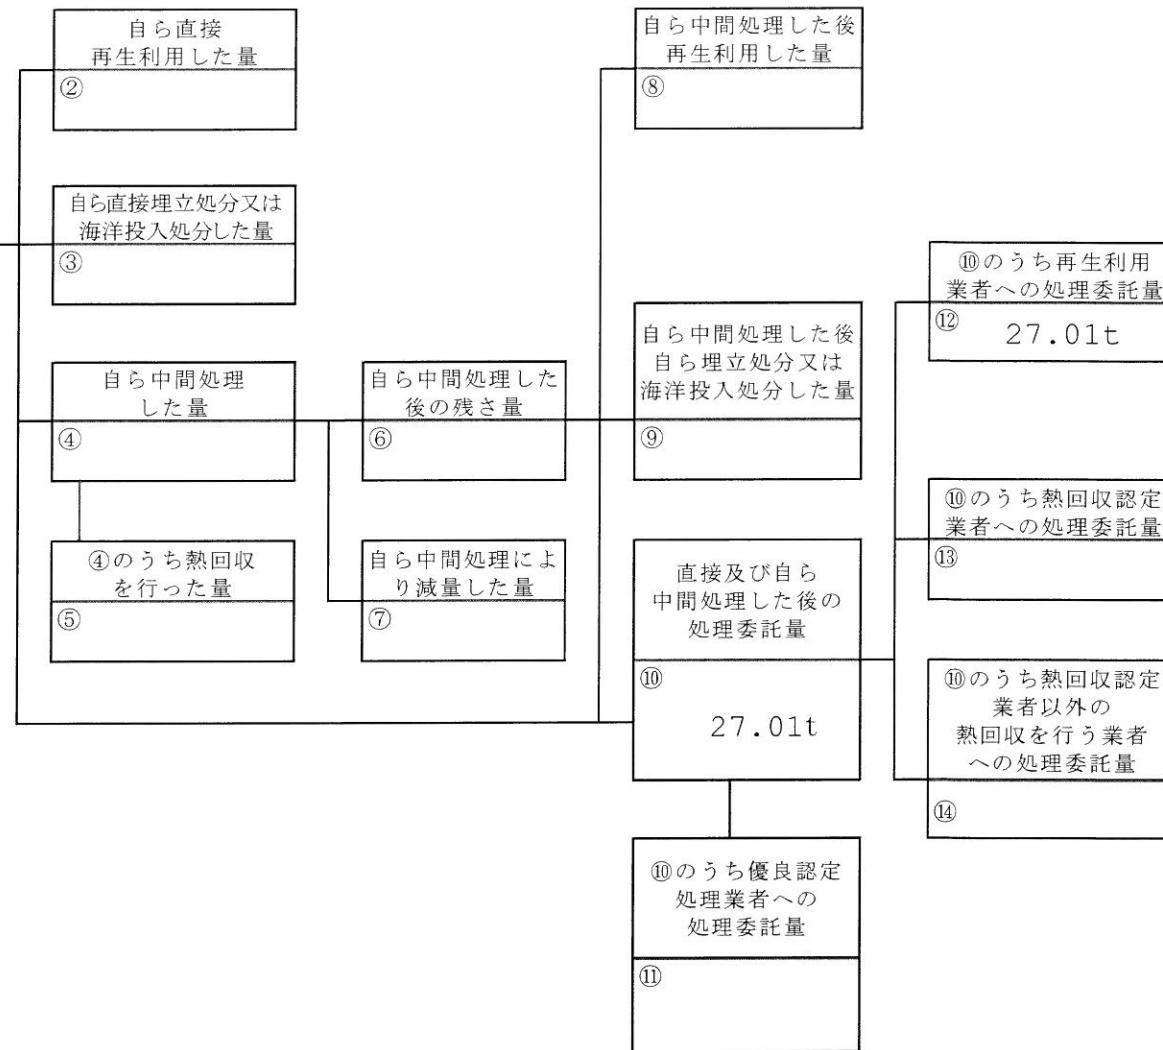 自ら直接
再生利用した量
②
自ら直接埋立処分又は
海洋投入処分した量
③
自ら中間処理
した量
④
④のうち熱回収
を行った量
⑤
自ら中間処理した
後の残さ量
⑥
自ら中間処理によ
り減量した量
⑦
自ら中間処理した後
再生利用した量
⑧
自ら中間処理した後
自ら埋立処分又は
海洋投入処分した量
⑨
直接及び自ら
中間処理した後の
処理委託量
⑩
27.01t
⑩のうち優良認定
処理業者への
処理委託量
⑪
⑩のうち再生利用
業者への処理委託量
⑫
27.01t
⑩のうち熱回収認定
業者への処理委託量
⑬
⑩のうち熱回収認定
業者以外の
熱回収を行う業者
への処理委託量
⑭